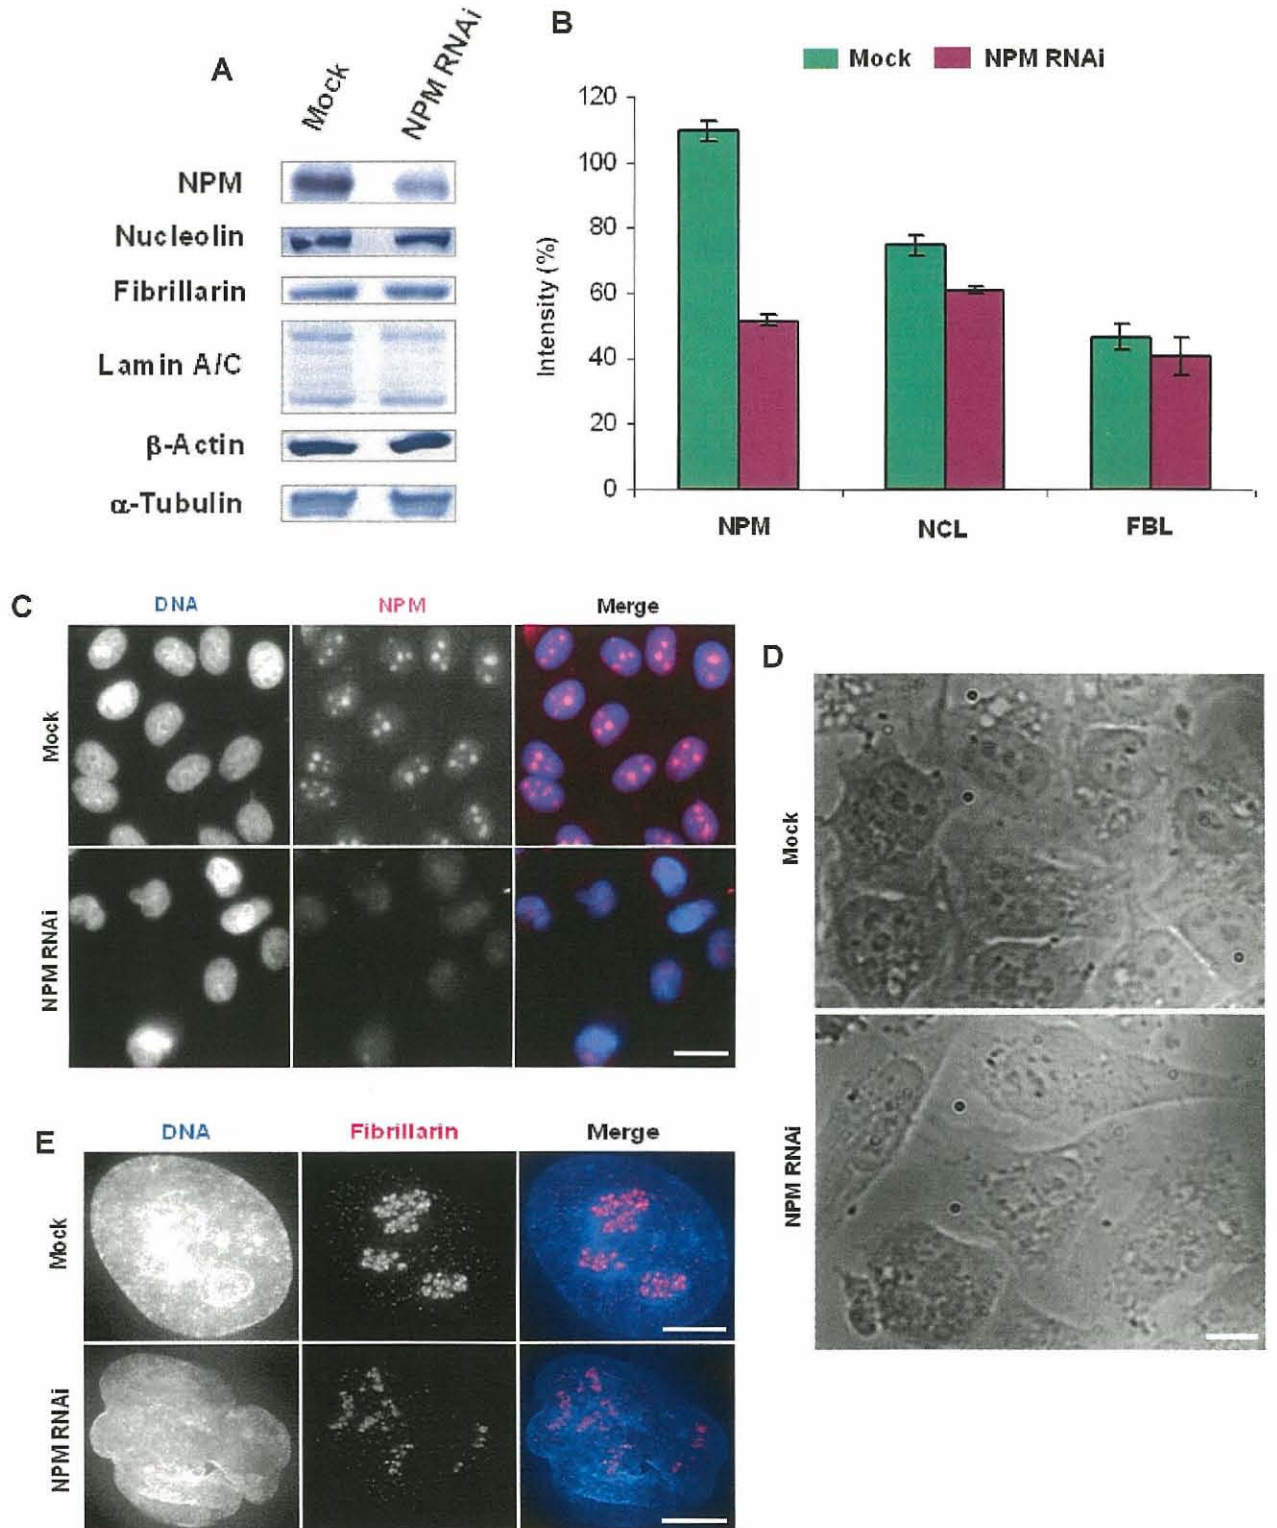 A
Mock
NPM RNAi
NPM
Nucleolin
Fibrillarin
Lamin A/C
β-Actin
α-Tubulin
B
Mock
NPM RNAi
Intensity (%)
120
100
80
60
40
20
0
NPM
NCL
FBL
C
DNA
NPM
Merge
Mock
NPM RNAi
D
Mock
NPM RNAi
E
DNA
Fibrillarin
Merge
Mock
NPM RNAi